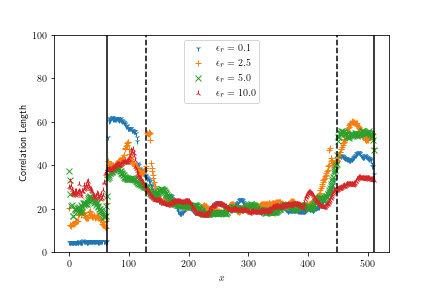 100
80
60
40
20
0
Correlation Length
ϵr = 0.1
ϵr = 2.5
ϵr = 5.0
ϵr = 10.0
0 100 200 300 400 500
x